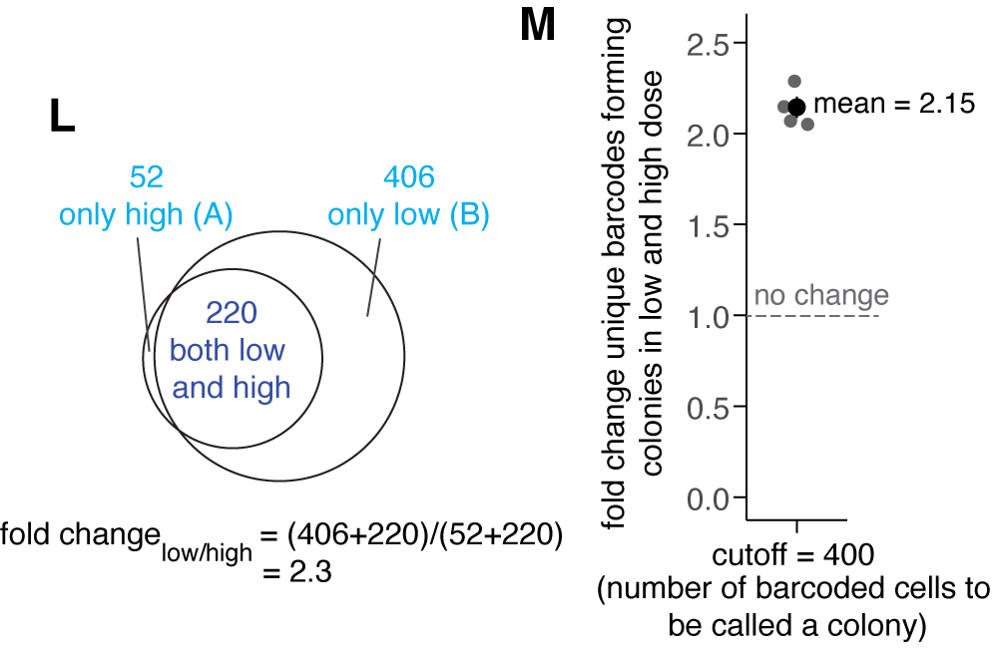 L
52
only high (A)
406
only low (B)
220
both low
and high
fold change low/high = (406+220)/(52+220)
= 2.3
M
fold change unique barcodes forming
colonies in low and high dose
2.5
2.0
1.5
1.0
0.5
0.0
mean = 2.15
no change
cutoff = 400
(number of barcoded cells to
be called a colony)